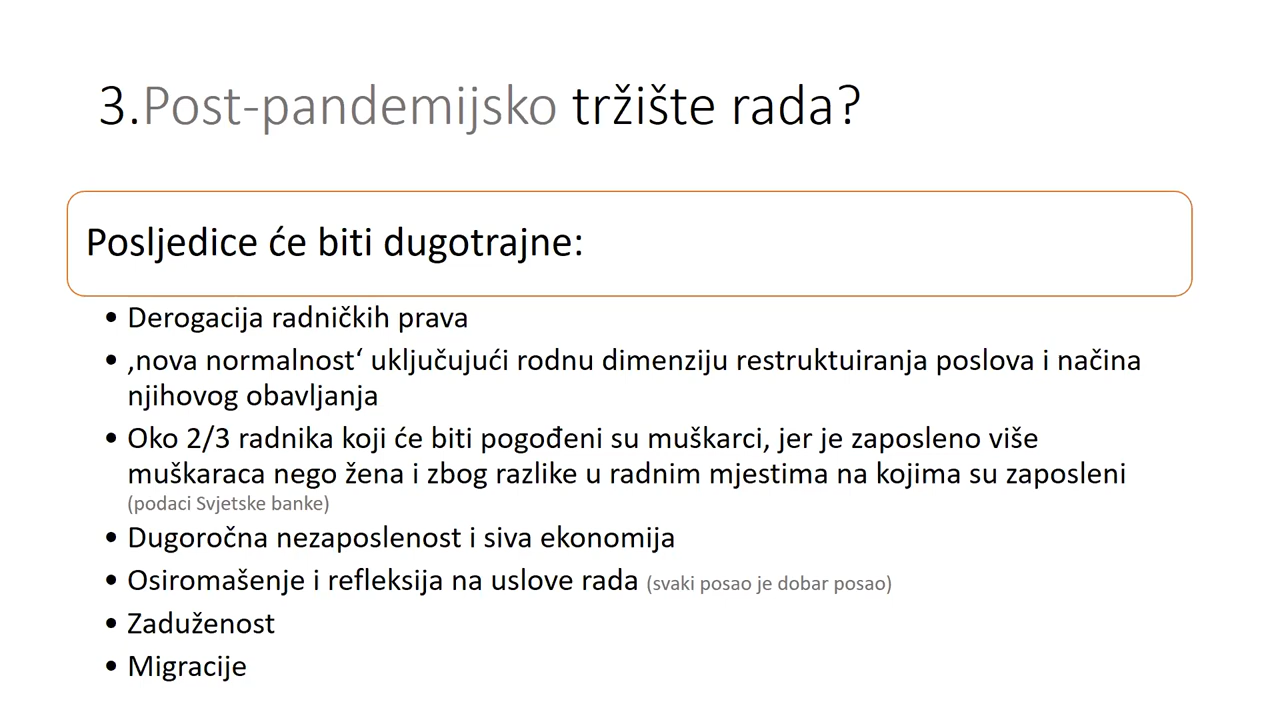 3.Post-pandemijsko tržište rada?
Posljedice će biti dugotrajne:
• Derogacija radničkih prava
• ‚nova normalnost‘ uključujući rodnu dimenziju restruktuiranja poslova i načina
njihovog obavljanja
• Oko 2/3 radnika koji će biti pogođeni su muškarci, jer je zaposleno više
muškaraca nego žena i zbog razlike u radnim mjestima na kojima su zaposleni
(podaci Svjetske banke)
• Dugoročna nezaposlenost i siva ekonomija
• Osiromašenje i refleksija na uslove rada (svaki posao je dobar posao)
• Zaduženost
• Migracije